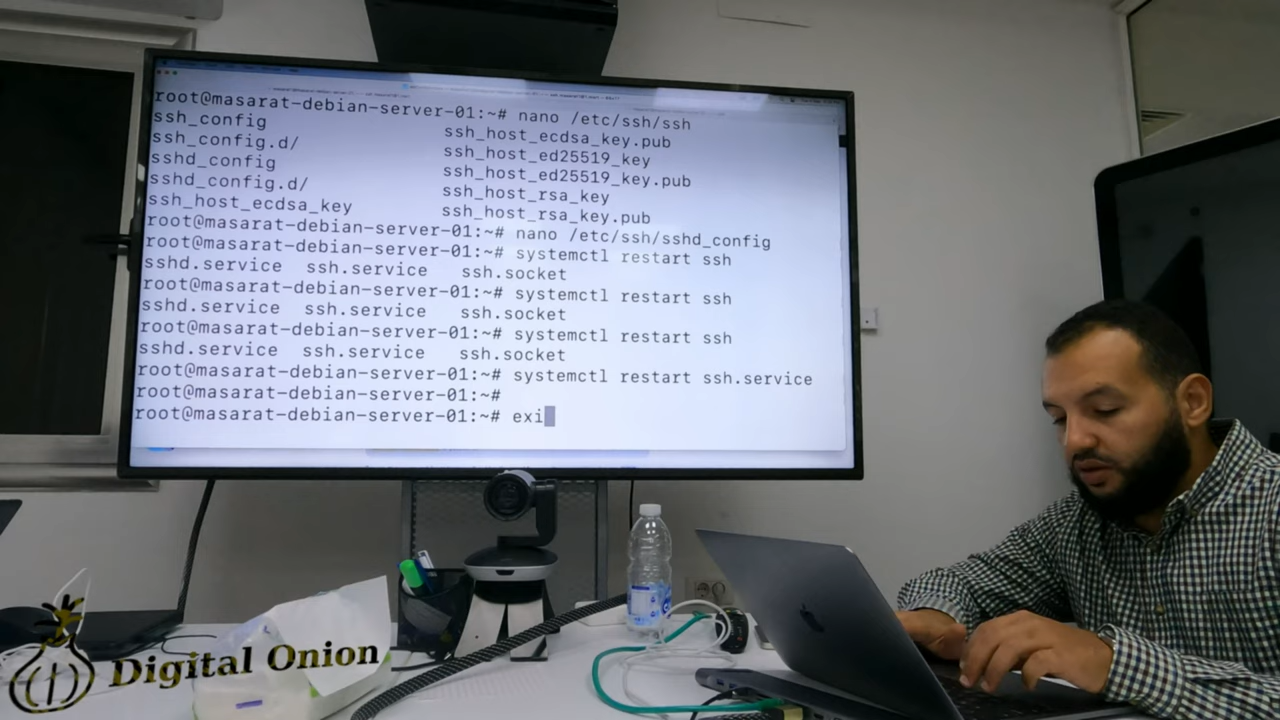 root@masarat-debian-server-01:~# nano /etc/ssh/ssh
ssh_config ssh_host_ecdsa_key.pub
ssh_config.d/ ssh_host_ed25519_key
sshd_config ssh_host_ed25519_key.pub
sshd_config.d/ ssh_host_rsa_key
ssh_host_ecdsa_key ssh_host_rsa_key.pub
root@masarat-debian-server-01:~# nano /etc/ssh/sshd_config
root@masarat-debian-server-01:~# systemctl restart ssh
sshd.service ssh.service ssh.socket
root@masarat-debian-server-01:~# systemctl restart ssh
sshd.service ssh.service ssh.socket
root@masarat-debian-server-01:~# systemctl restart ssh
sshd.service ssh.service ssh.socket
root@masarat-debian-server-01:~# systemctl restart ssh.service
root@masarat-debian-server-01:~#
root@masarat-debian-server-01:~# exi
Digital Onion